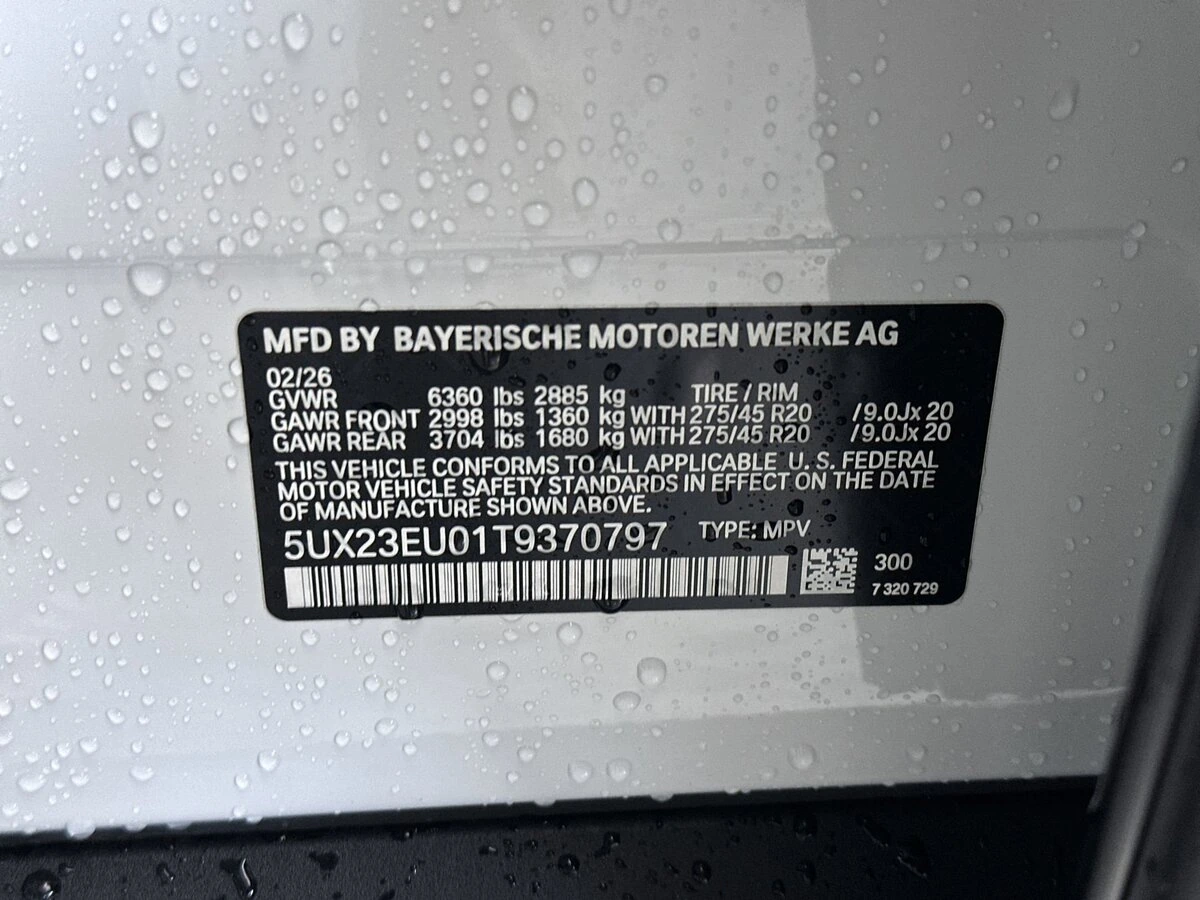 MFD BY BAYERISCHE MOTOREN WERKE AG
02/26
GVWR 6360 lbs 2885 kg TIRE / RIM
GAWR FRONT 2998 lbs 1360 kg WITH 275/45 R20 /9.0Jx 20
GAWR REAR 3704 lbs 1680 kg WITH 275/45 R20 /9.0Jx 20
THIS VEHICLE CONFORMS TO ALL APPLICABLE U. S. FEDERAL
MOTOR VEHICLE SAFETY STANDARDS IN EFFECT ON THE DATE
OF MANUFACTURE SHOWN ABOVE.
5UX23EU01T9370797 TYPE: MPV
300
7 320 729